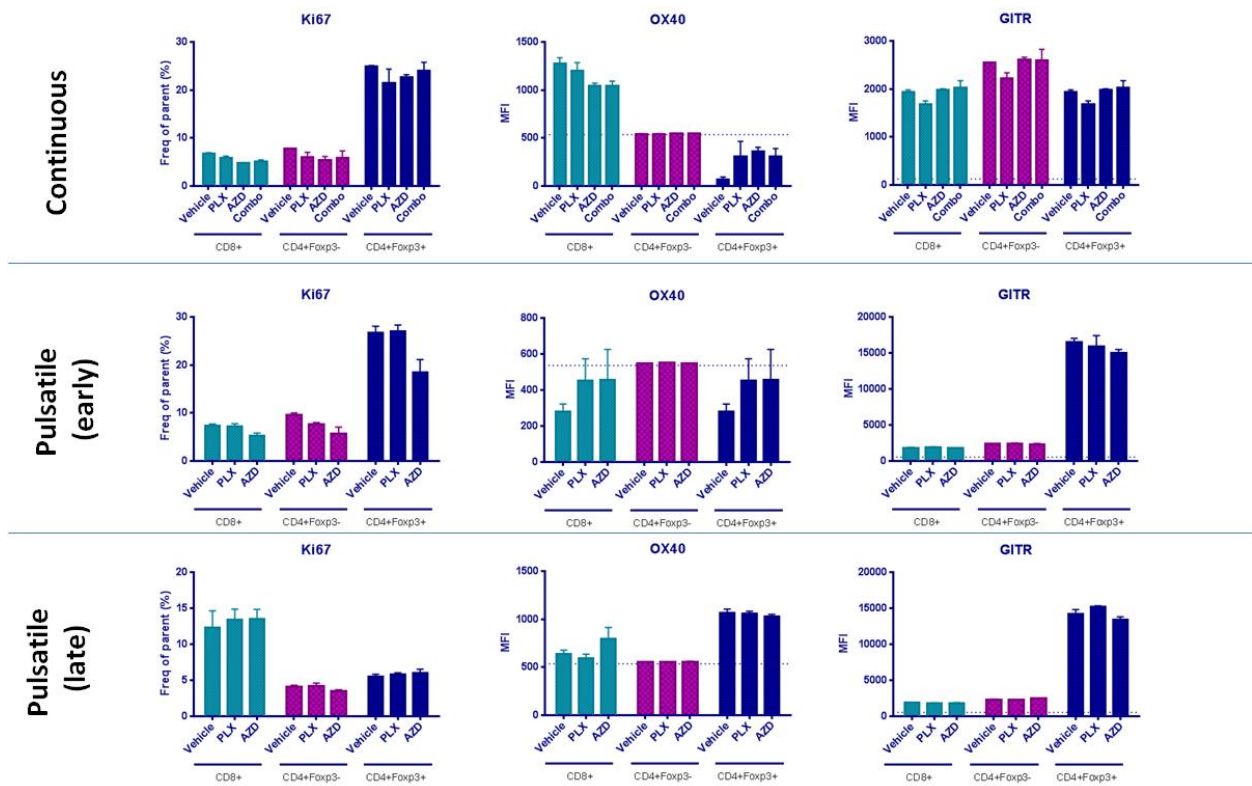 Continuous
Ki67
Freq of parent (%)
30
20
10
0
Vehicle
PLX
AZD
Combo
Vehicle
PLX
AZD
Combo
Vehicle
PLX
AZD
Combo
CD8+
CD4+Foxp3-
CD4+Foxp3+
OX40
MFI
1500
1000
500
0
Vehicle
PLX
AZD
Combo
Vehicle
PLX
AZD
Combo
Vehicle
PLX
AZD
Combo
CD8+
CD4+Foxp3-
CD4+Foxp3+
GITR
MFI
3000
2000
1000
0
Vehicle
PLX
AZD
Combo
Vehicle
PLX
AZD
Combo
Vehicle
PLX
AZD
Combo
CD8+
CD4+Foxp3-
CD4+Foxp3+
Pulsatile
(early)
Ki67
Freq of parent (%)
30
20
10
0
Vehicle
PLX
AZD
Vehicle
PLX
AZD
Vehicle
PLX
AZD
CD8+
CD4+Foxp3-
CD4+Foxp3+
OX40
MFI
800
600
400
200
0
Vehicle
PLX
AZD
Vehicle
PLX
AZD
Vehicle
PLX
AZD
CD8+
CD4+Foxp3-
CD4+Foxp3+
GITR
MFI
20000
15000
10000
5000
0
Vehicle
PLX
AZD
Vehicle
PLX
AZD
Vehicle
PLX
AZD
CD8+
CD4+Foxp3-
CD4+Foxp3+
Pulsatile
(late)
Ki67
Freq of parent (%)
20
15
10
5
0
Vehicle
PLX
AZD
Vehicle
PLX
AZD
Vehicle
PLX
AZD
CD8+
CD4+Foxp3-
CD4+Foxp3+
OX40
MFI
1500
1000
500
0
Vehicle
PLX
AZD
Vehicle
PLX
AZD
Vehicle
PLX
AZD
CD8+
CD4+Foxp3-
CD4+Foxp3+
GITR
MFI
20000
15000
10000
5000
0
Vehicle
PLX
AZD
Vehicle
PLX
AZD
Vehicle
PLX
AZD
CD8+
CD4+Foxp3-
CD4+Foxp3+